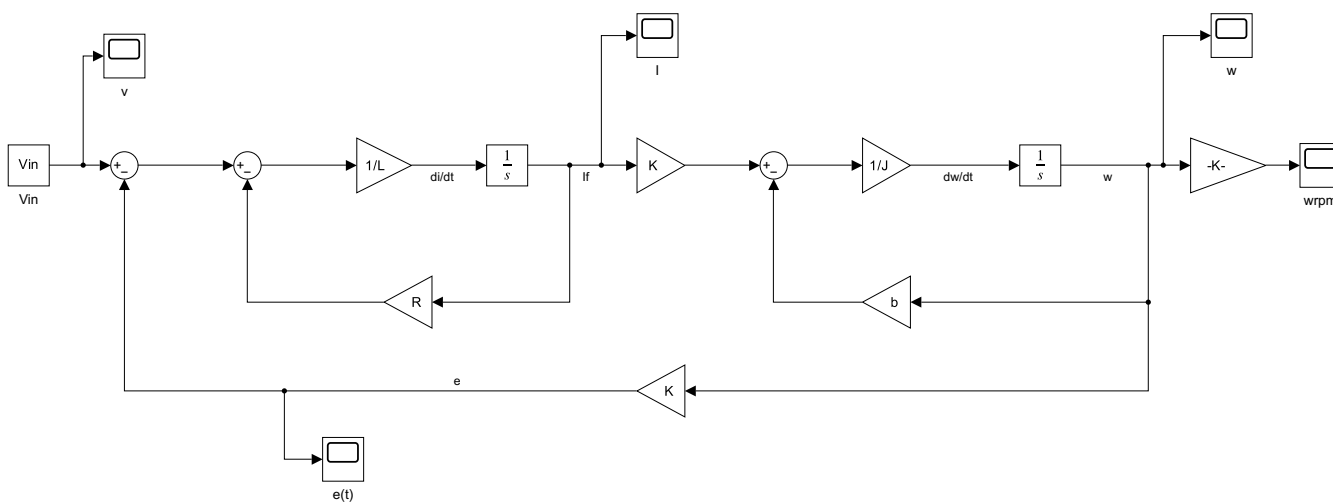 v
I
w
Vin
Vin
+
−
+
−
1/L
di/dt
1
s
If
K
+
−
1/J
dw/dt
1
s
w
-K-
wrpm
R
b
e
K
e(t)